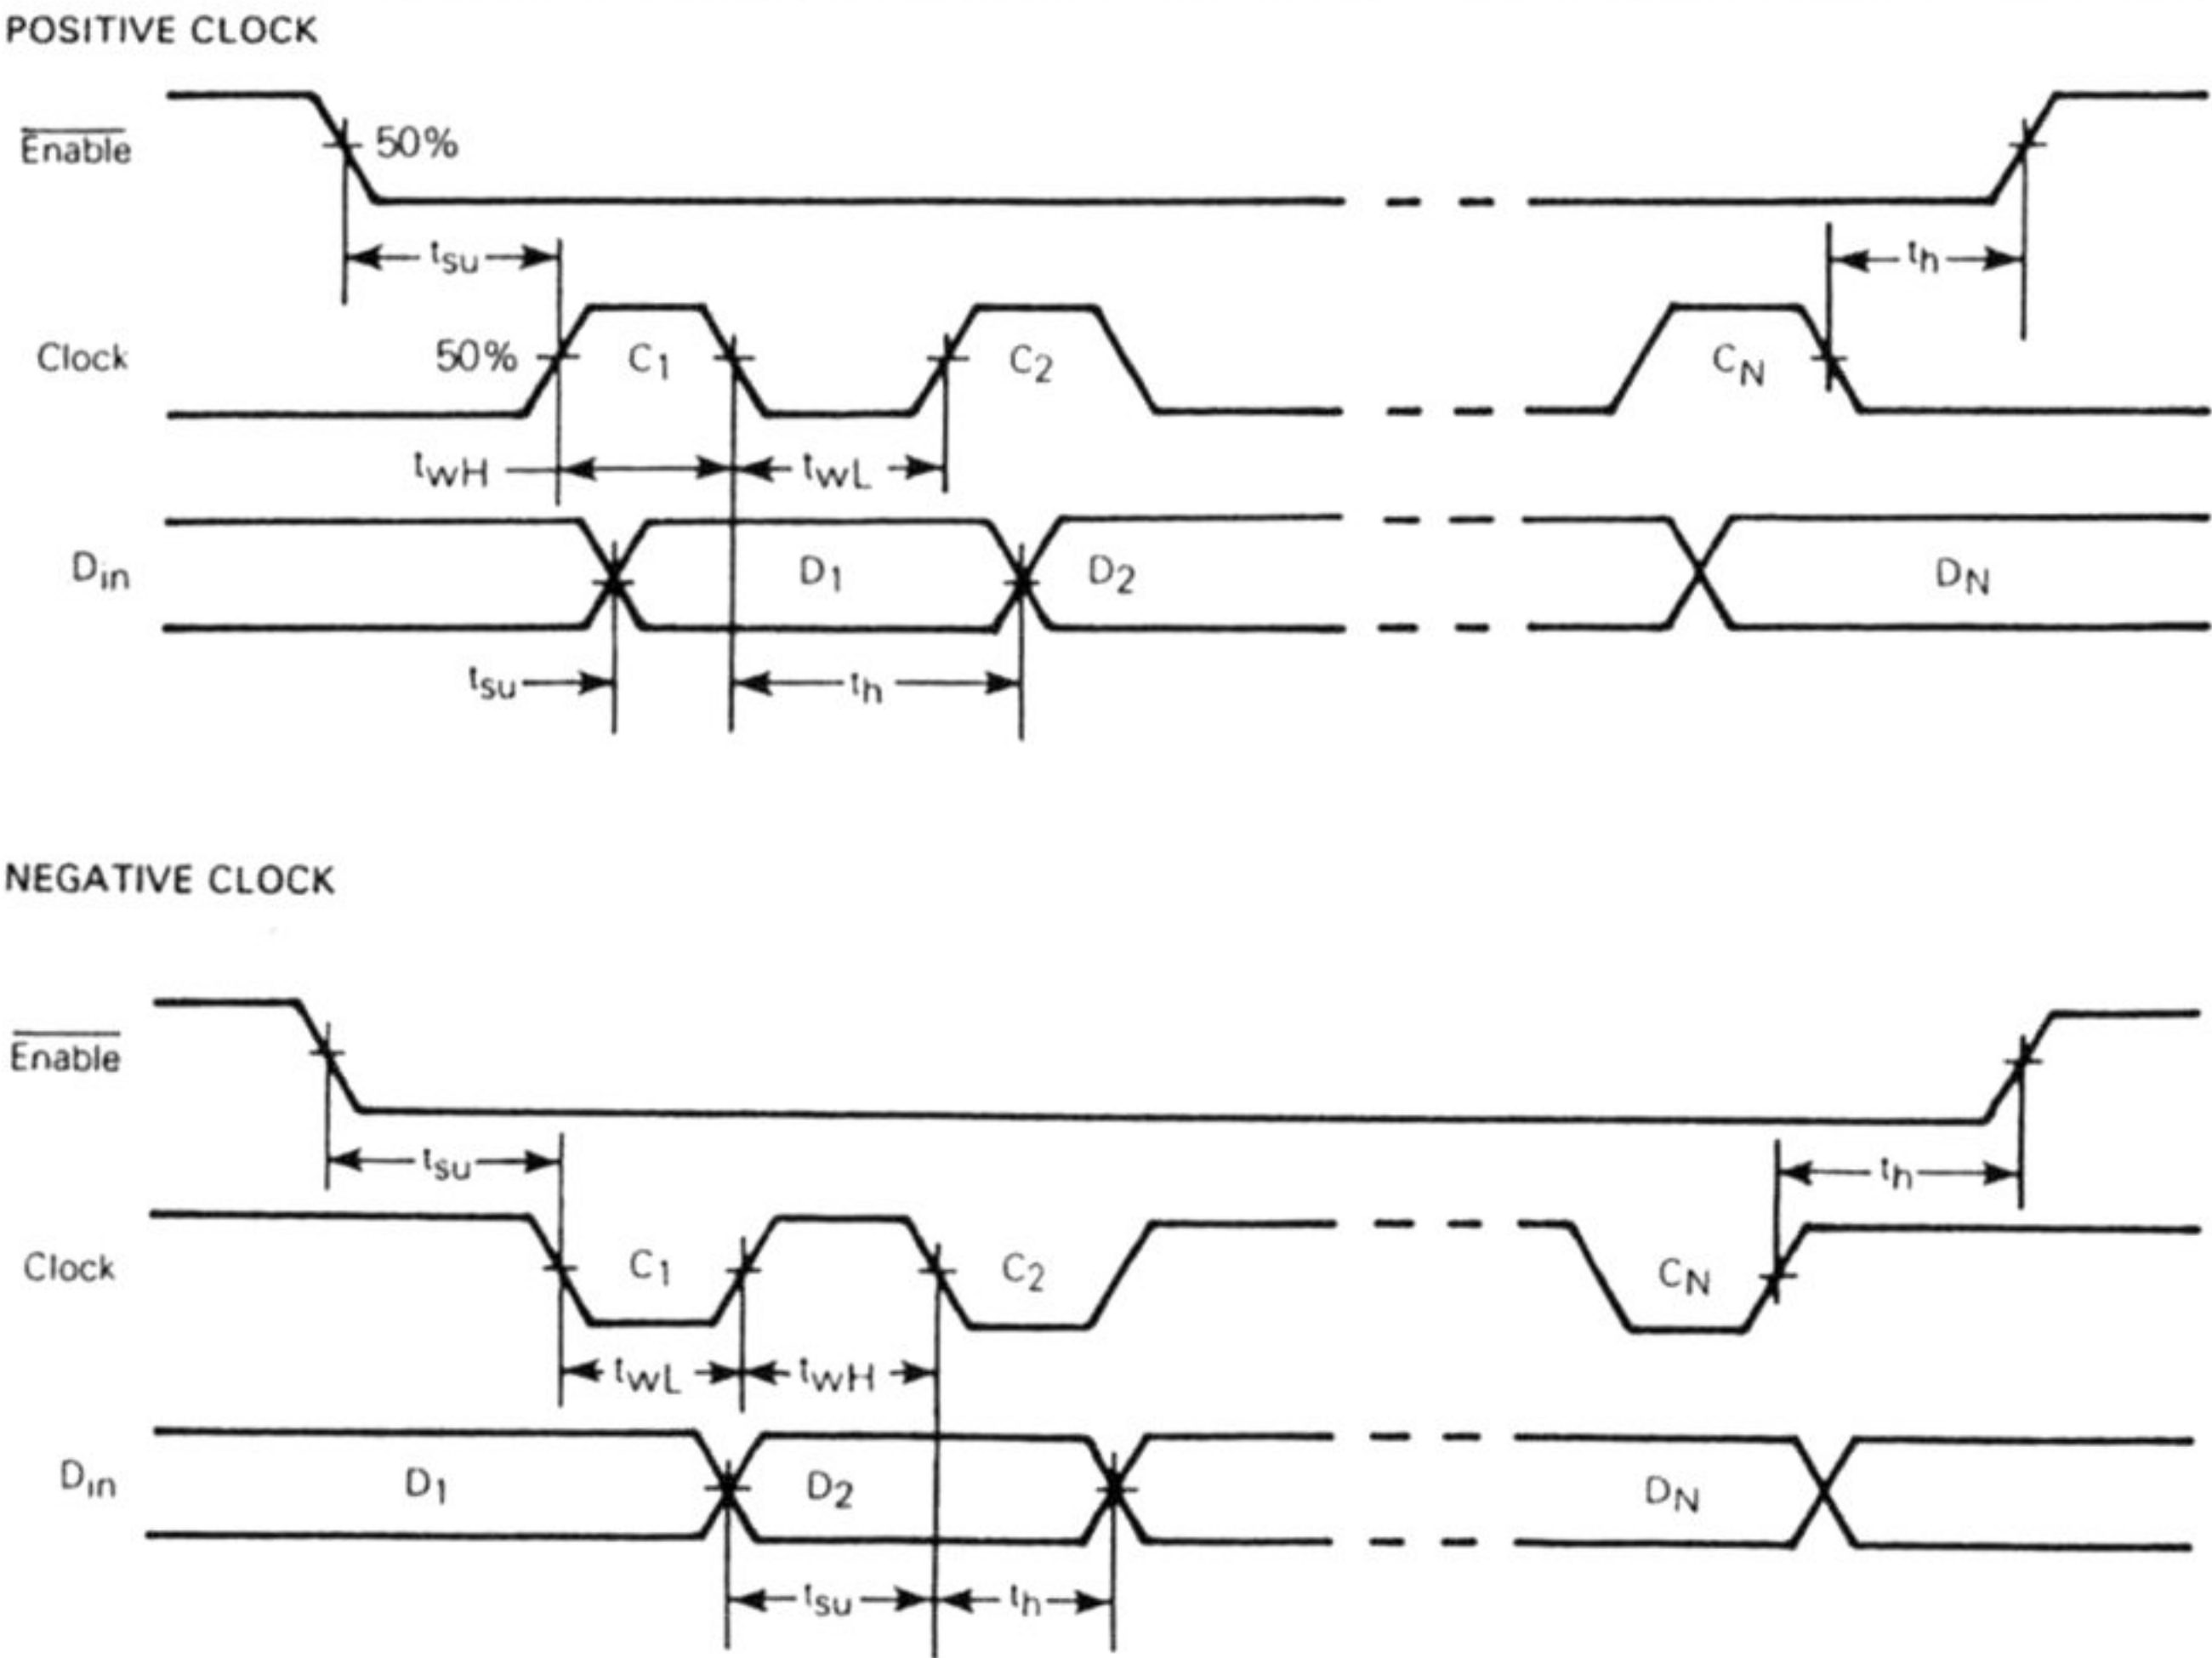 POSITIVE CLOCK
Enable
50%
tsu
th
Clock
50%
C1
C2
CN
twH
twL
Din
D1
D2
DN
tsu
th
NEGATIVE CLOCK
Enable
tsu
th
Clock
C1
C2
CN
twL
twH
Din
D1
D2
DN
tsu
th